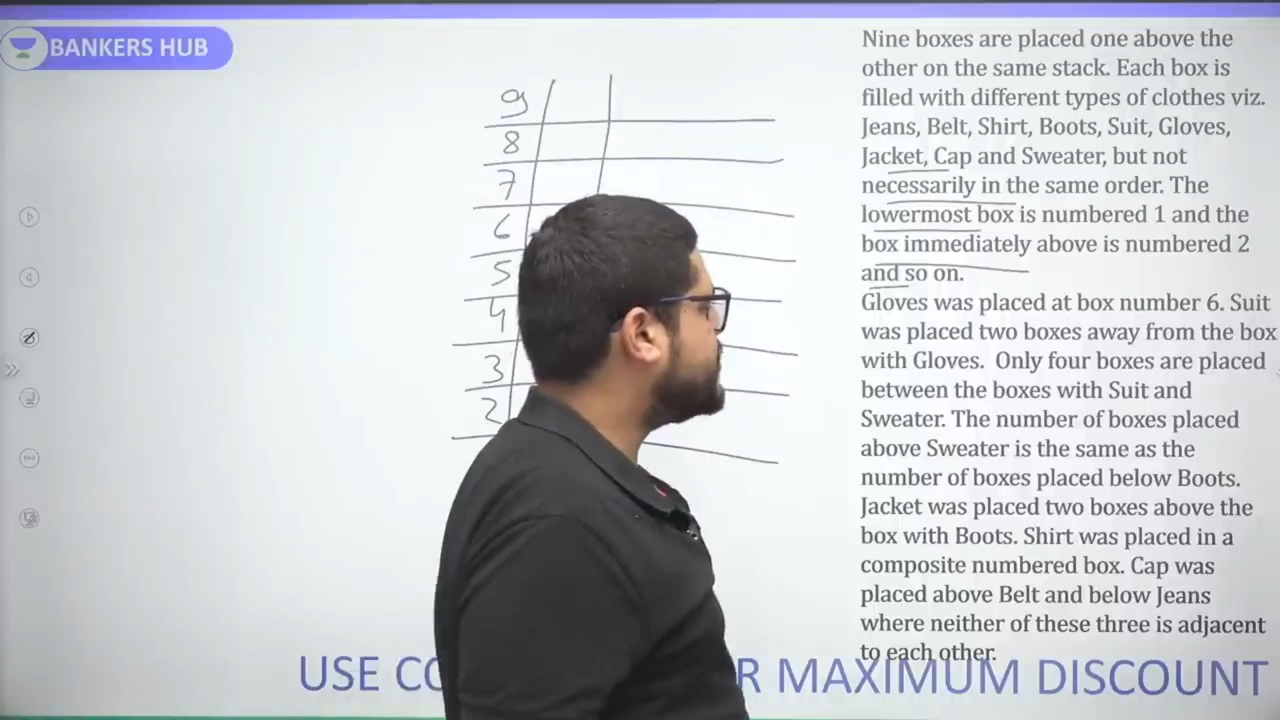 BANKERS HUB
Nine boxes are placed one above the
other on the same stack. Each box is
filled with different types of clothes viz.
Jeans, Belt, Shirt, Boots, Suit, Gloves,
Jacket, Cap and Sweater, but not
necessarily in the same order. The
lowermost box is numbered 1 and the
box immediately above is numbered 2
and so on.
Gloves was placed at box number 6. Suit
was placed two boxes away from the box
with Gloves. Only four boxes are placed
between the boxes with Suit and
Sweater. The number of boxes placed
above Sweater is the same as the
number of boxes placed below Boots.
Jacket was placed two boxes above the
box with Boots. Shirt was placed in a
composite numbered box. Cap was
placed above Belt and below Jeans
where neither of these three is adjacent
to each other.
9
8
7
6
5
4
3
2
USE MAXIMUM DISCOUNT